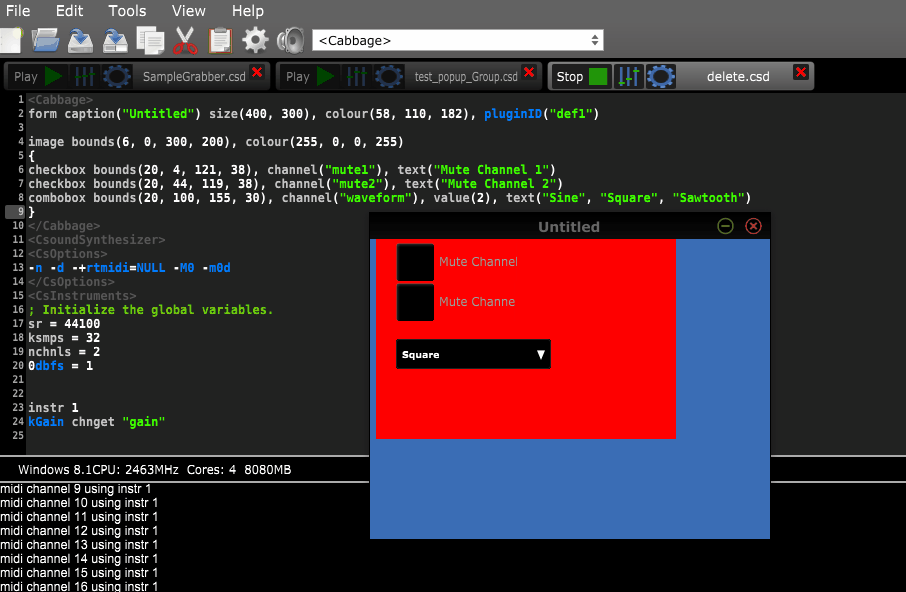 File Edit Tools View Help
<Cabbage>
Play SampleGrabber.csd Play test_popup_Group.csd Stop delete.csd
1 <Cabbage>
2 form caption("Untitled") size(400, 300), colour(58, 110, 182), pluginID("def1")
3
4 image bounds(6, 0, 300, 200), colour(255, 0, 0, 255)
5 {
6 checkbox bounds(20, 4, 121, 38), channel("mute1"), text("Mute Channel 1")
7 checkbox bounds(20, 44, 119, 38), channel("mute2"), text("Mute Channel 2")
8 combobox bounds(20, 100, 155, 30), channel("waveform"), value(2), text("Sine", "Square", "Sawtooth")
9 }
10 </Cabbage>
11 <CsoundSynthesizer>
12 <CsOptions>
13 -n -d -+rtmidi=NULL -M0 -m0d
14 </CsOptions>
15 <CsInstruments>
16 ; Initialize the global variables.
17 sr = 44100
18 ksmps = 32
19 nchnls = 2
20 0dbfs = 1
21
22
23 instr 1
24 kGain chnget "gain"
25
Untitled
Mute Channel
Mute Channe
Square
Windows 8.1CPU: 2463MHz Cores: 4 8080MB
midi channel 9 using instr 1
midi channel 10 using instr 1
midi channel 11 using instr 1
midi channel 12 using instr 1
midi channel 13 using instr 1
midi channel 14 using instr 1
midi channel 15 using instr 1
midi channel 16 using instr 1